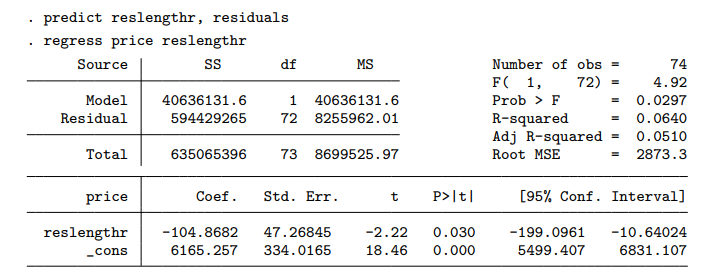 . predict reslengthr, residuals
. regress price reslengthr
Source SS df MS Number of obs = 74
F( 1, 72) = 4.92
Model 40636131.6 1 40636131.6 Prob > F = 0.0297
Residual 594429265 72 8255962.01 R-squared = 0.0640
Adj R-squared = 0.0510
Total 635065396 73 8699525.97 Root MSE = 2873.3
price Coef. Std. Err. t P>|t| [95% Conf. Interval]
reslengthr -104.8682 47.26845 -2.22 0.030 -199.0961 -10.64024
_cons 6165.257 334.0165 18.46 0.000 5499.407 6831.107